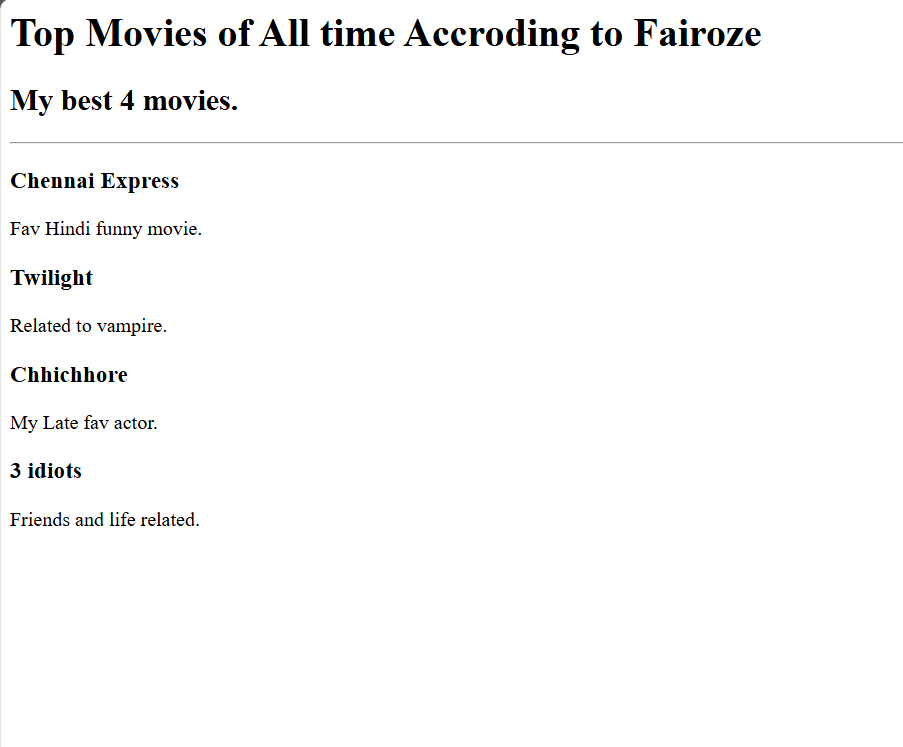 Top Movies of All time Accroding to Fairoze
My best 4 movies.
Chennai Express
Fav Hindi funny movie.
Twilight
Related to vampire.
Chhichhore
My Late fav actor.
3 idiots
Friends and life related.